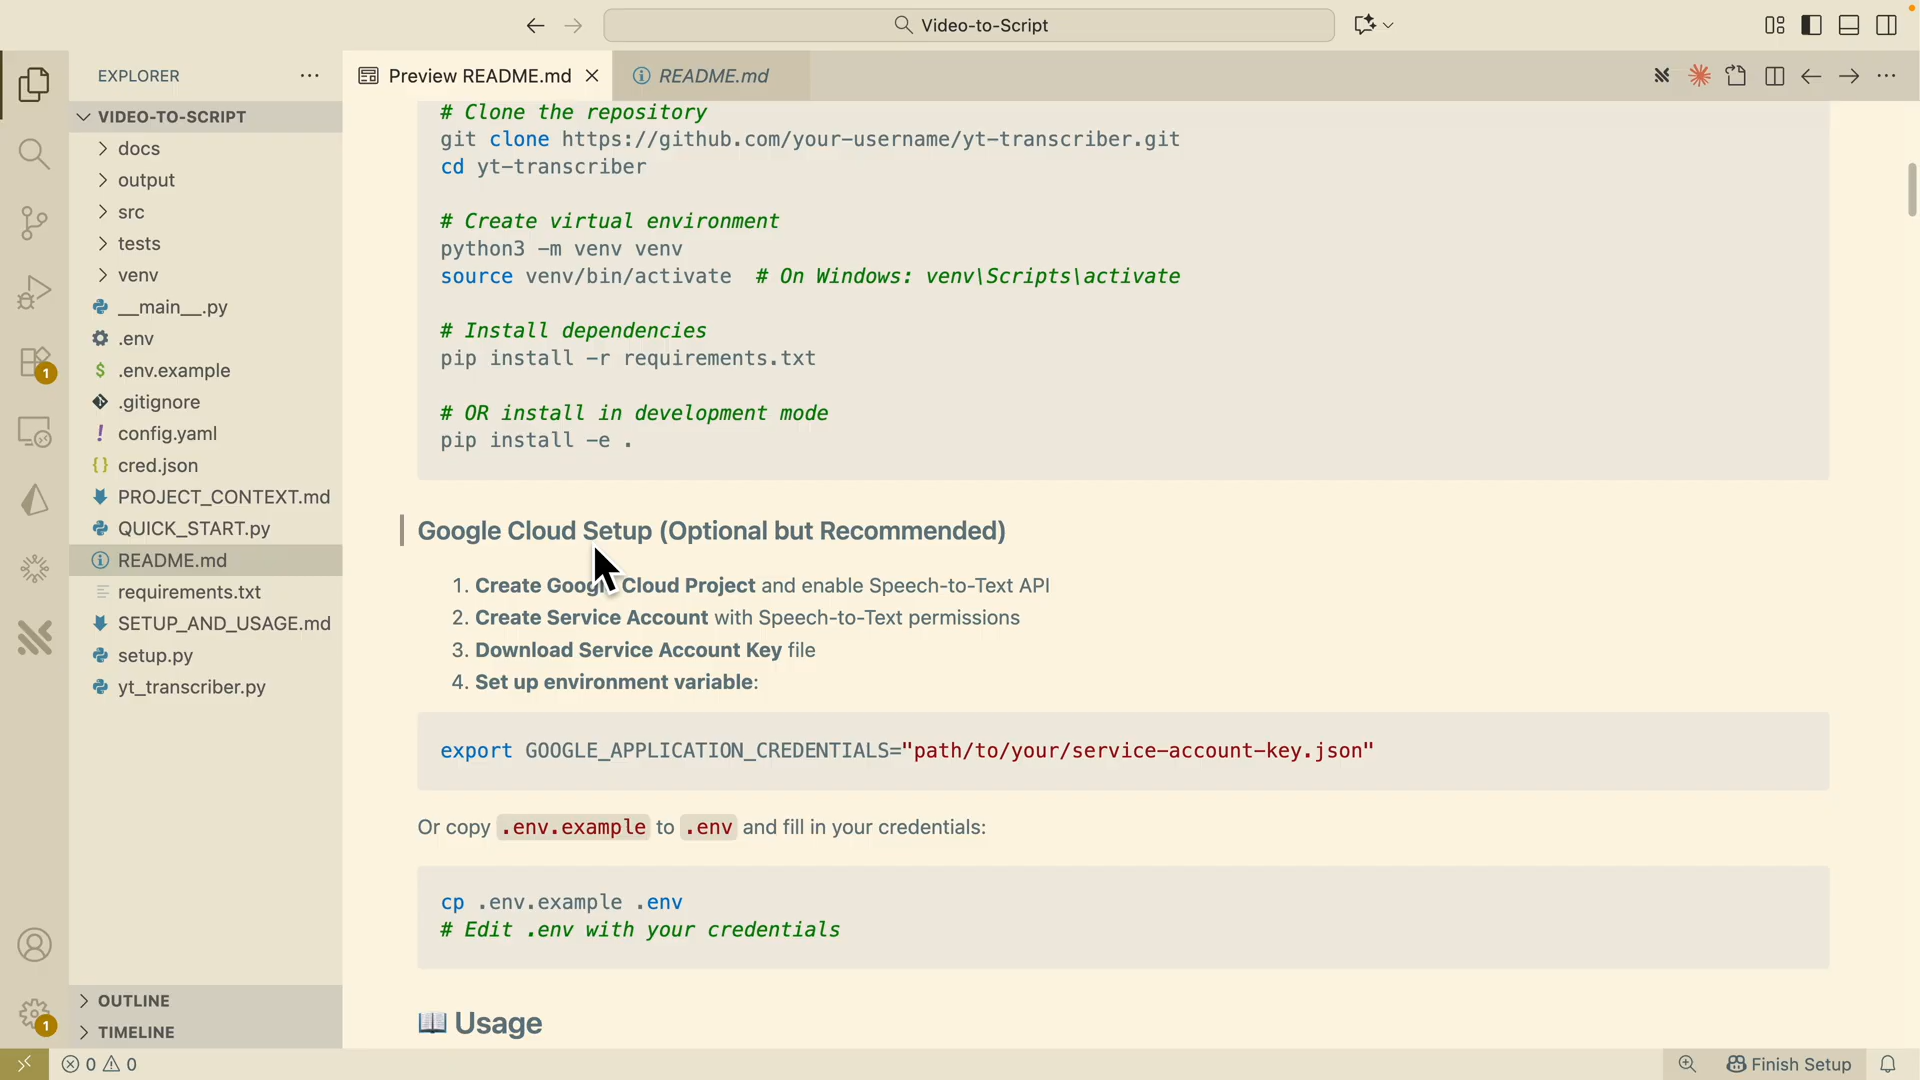 Video-to-Script
EXPLORER
VIDEO-TO-SCRIPT
docs
output
src
tests
venv
__main__.py
.env
$ .env.example
.gitignore
! config.yaml
{} cred.json
PROJECT_CONTEXT.md
QUICK_START.py
README.md
requirements.txt
SETUP_AND_USAGE.md
setup.py
yt_transcriber.py
OUTLINE
TIMELINE
1
1
Preview README.md
README.md
# Clone the repository
git clone https://github.com/your-username/yt-transcriber.git
cd yt-transcriber
# Create virtual environment
python3 -m venv venv
source venv/bin/activate  # On Windows: venv\Scripts\activate
# Install dependencies
pip install -r requirements.txt
# OR install in development mode
pip install -e .
Google Cloud Setup (Optional but Recommended)
1. Create Google Cloud Project and enable Speech-to-Text API
2. Create Service Account with Speech-to-Text permissions
3. Download Service Account Key file
4. Set up environment variable:
export GOOGLE_APPLICATION_CREDENTIALS="path/to/your/service-account-key.json"
Or copy .env.example to .env and fill in your credentials:
cp .env.example .env
# Edit .env with your credentials
📖 Usage
0 0
Finish Setup